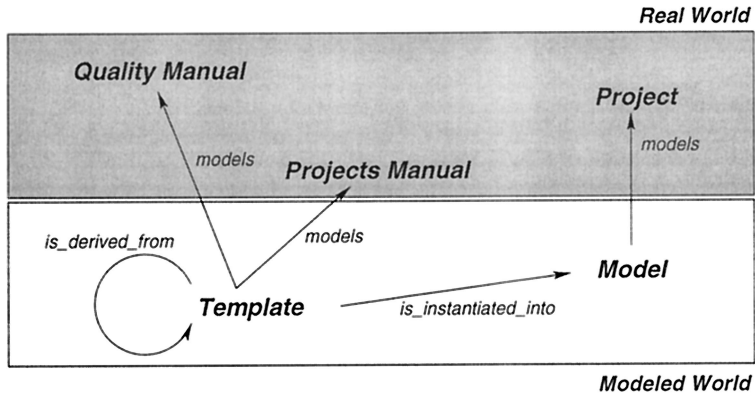 Real World
Quality Manual
Project
models
models
Projects Manual
is_derived_from
models
Model
Template
is_instantiated_into
Modeled World